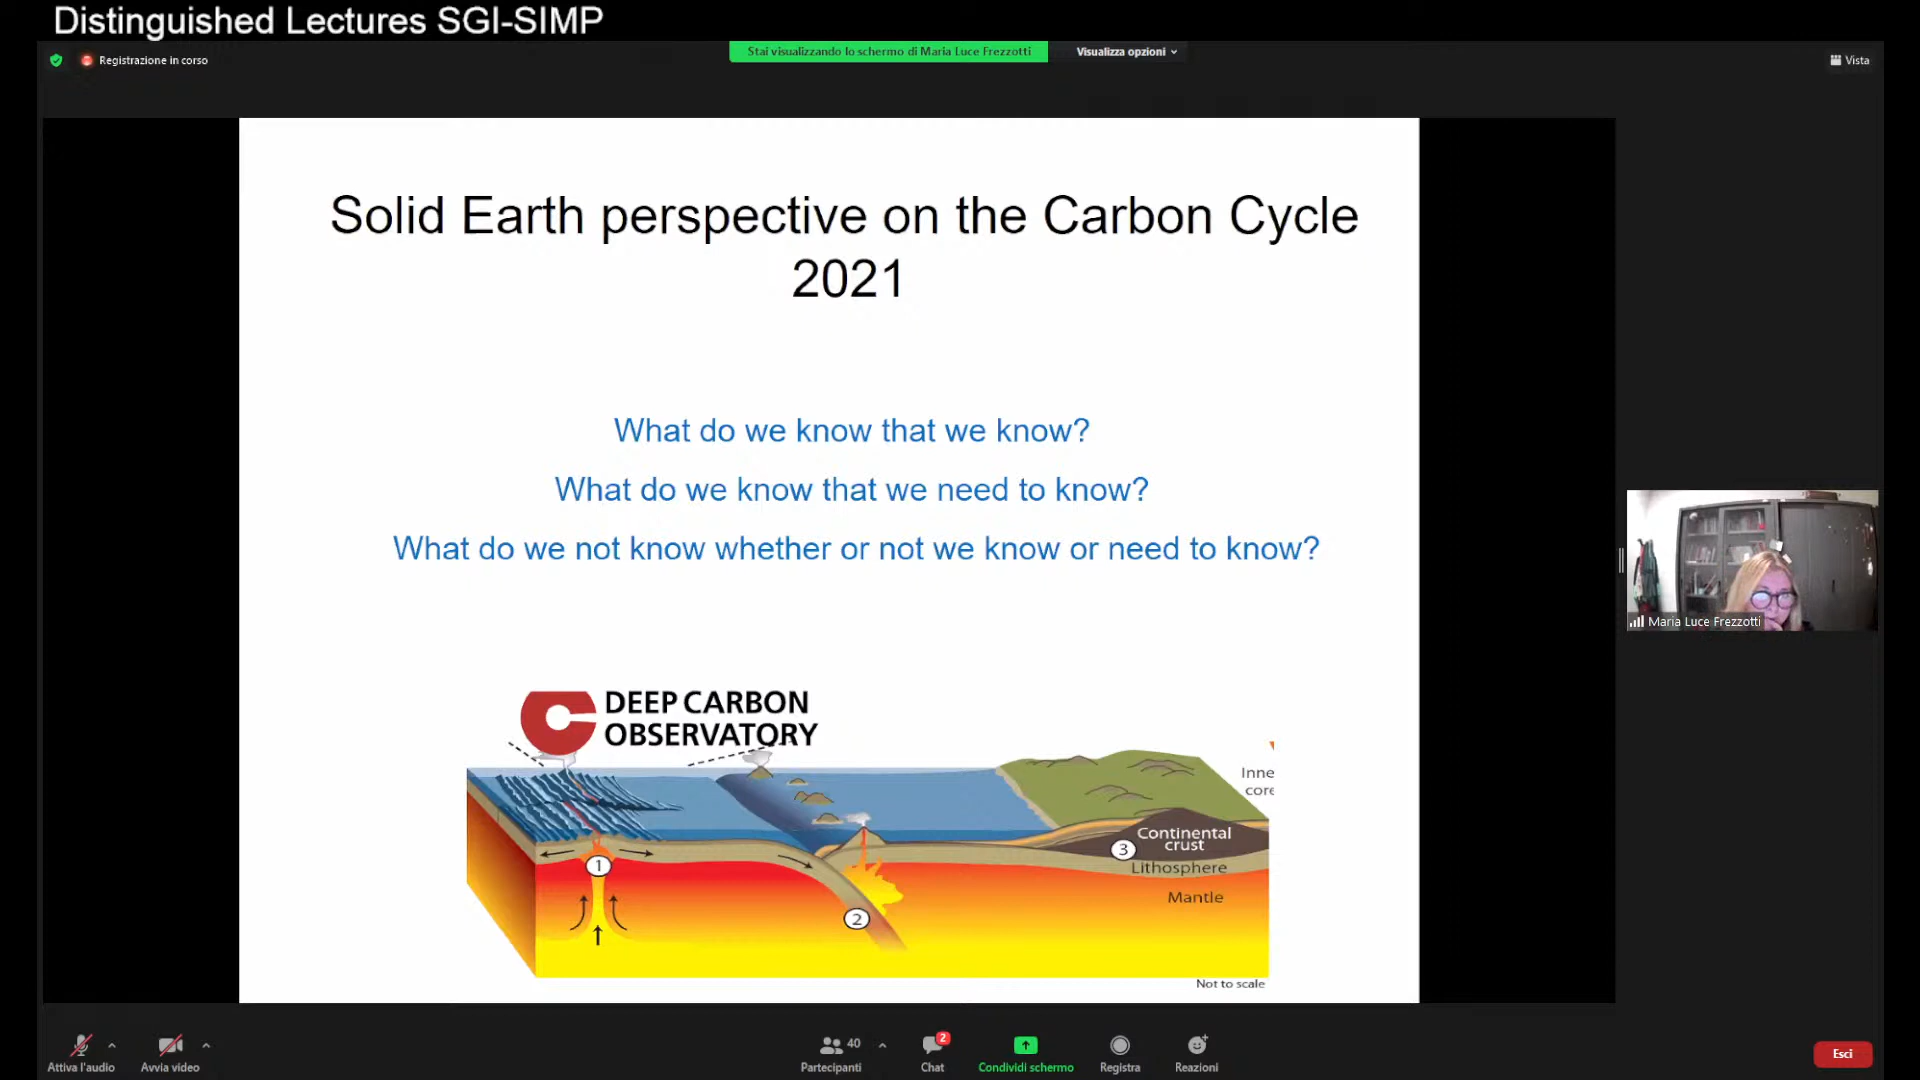 Distinguished Lectures SGI-SIMP
Registrazione in corso
Stai visualizzando lo schermo di Maria Luce Frezzotti
Visualizza opzioni
Vista
Solid Earth perspective on the Carbon Cycle
2021
What do we know that we know?
What do we know that we need to know?
What do we not know whether or not we know or need to know?
DEEP CARBON
OBSERVATORY
Inne
core
Continental
crust
Lithosphere
Mantle
1
2
3
Not to scale
Maria Luce Frezzotti
Attiva l'audio
Avvia video
40
Partecipanti
2
Chat
Condividi schermo
Registra
Reazioni
Esci